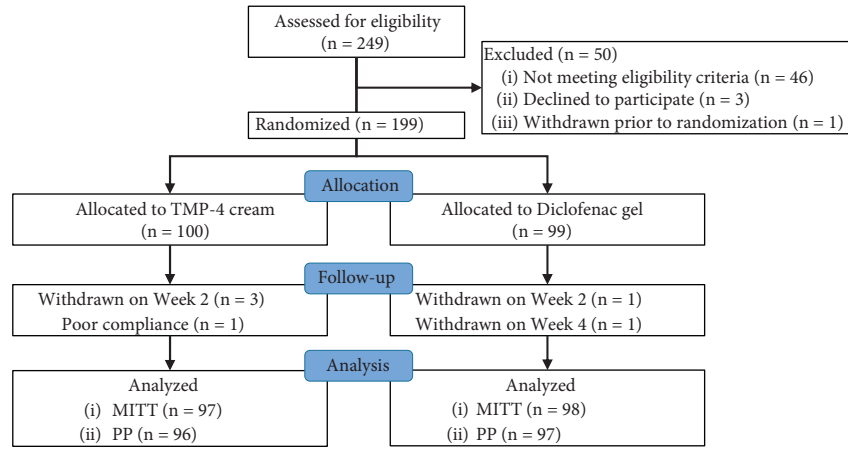 Assessed for eligibility
(n = 249)
Excluded (n = 50)
(i) Not meeting eligibility criteria (n = 46)
(ii) Declined to participate (n = 3)
(iii) Withdrawn prior to randomization (n = 1)
Randomized (n = 199)
Allocation
Allocated to TMP-4 cream
(n = 100)
Allocated to Diclofenac gel
(n = 99)
Follow-up
Withdrawn on Week 2 (n = 3)
Poor compliance (n = 1)
Withdrawn on Week 2 (n = 1)
Withdrawn on Week 4 (n = 1)
Analysis
Analyzed
(i) MITT (n = 97)
(ii) PP (n = 96)
Analyzed
(i) MITT (n = 98)
(ii) PP (n = 97)